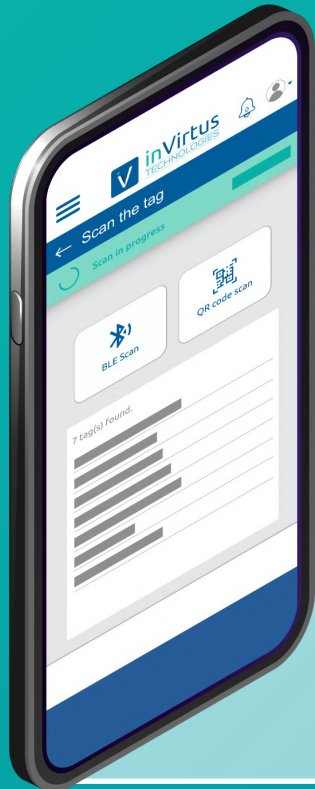 inVirtus
TECHNOLOGIES
← Scan the tag
Scan in progress
BLE Scan
QR code scan
7 tag(s) found.